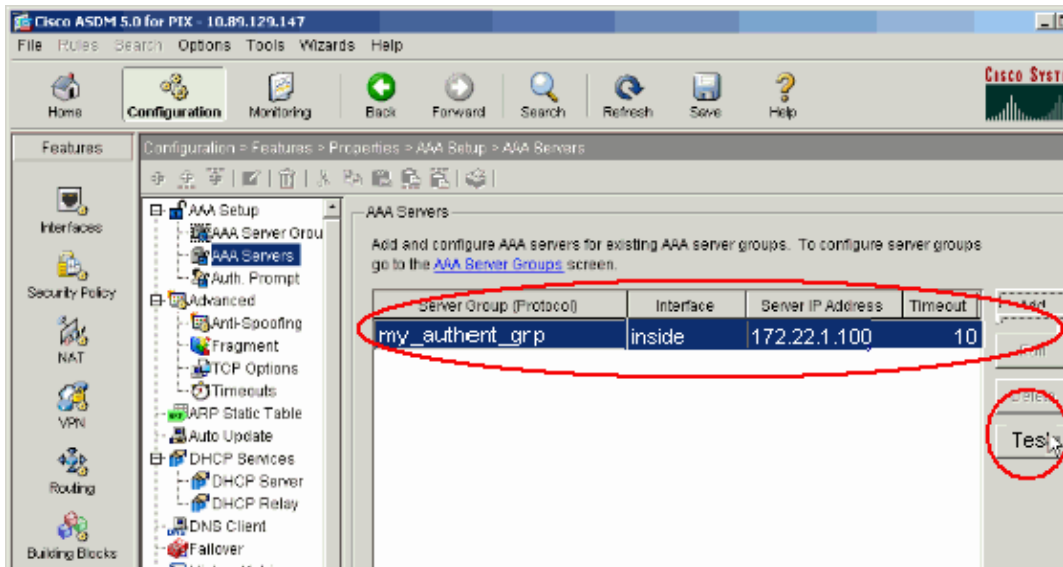 Cisco ASDM 5.0 for PIX - 10.89.129.147
File Rules Search Options Tools Wizards Help
Home Configuration Monitoring Back Forward Search Refresh Save Help
CISCO SYST
Features
Configuration > Features > Properties > AAA Setup > AAA Servers
Interfaces
Security Policy
NAT
VPN
Routing
Building Blocks
AAA Setup
AAA Server Grou
AAA Servers
Auth. Prompt
Advanced
Anti-Spoofing
Fragment
TCP Options
Timeouts
ARP Static Table
Auto Update
DHCP Services
DHCP Server
DHCP Relay
DNS Client
Failover
AAA Servers
Add and configure AAA servers for existing AAA server groups. To configure server groups
go to the AAA Server Groups screen.
Server Group (Protocol) Interface Server IP Address Timeout
my_authent_grp inside 172.22.1.100 10
Add
Edit
Delete
Test